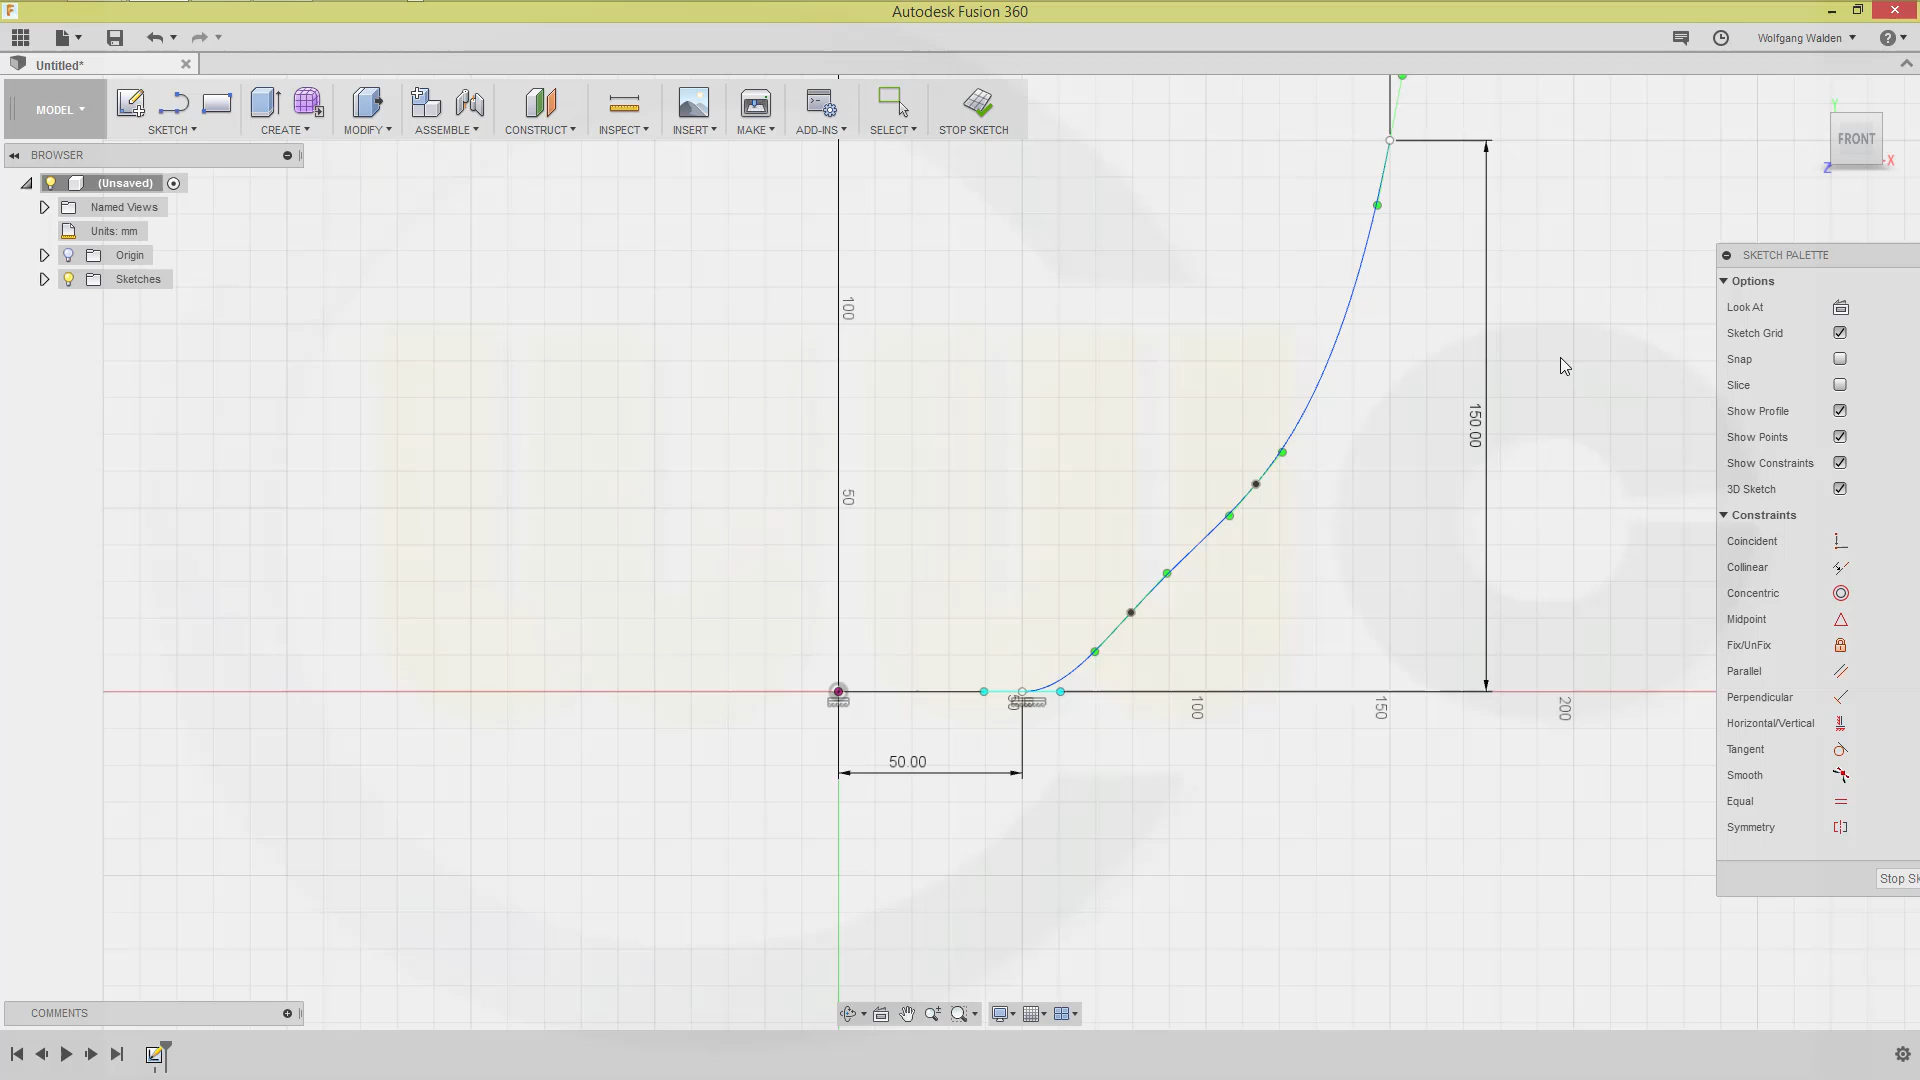 Autodesk Fusion 360
Wolfgang Walden
Untitled*
MODEL
SKETCH
CREATE
MODIFY
ASSEMBLE
CONSTRUCT
INSPECT
INSERT
MAKE
ADD-INS
SELECT
STOP SKETCH
BROWSER
(Unsaved)
Named Views
Units: mm
Origin
Sketches
Y
FRONT
X
Z
SKETCH PALETTE
Options
Look At
Sketch Grid
Snap
Slice
Show Profile
Show Points
Show Constraints
3D Sketch
Constraints
Coincident
Collinear
Concentric
Midpoint
Fix/UnFix
Parallel
Perpendicular
Horizontal/Vertical
Tangent
Smooth
Equal
Symmetry
Stop Sk
100
50
150.00
50
100
150
200
50.00
COMMENTS